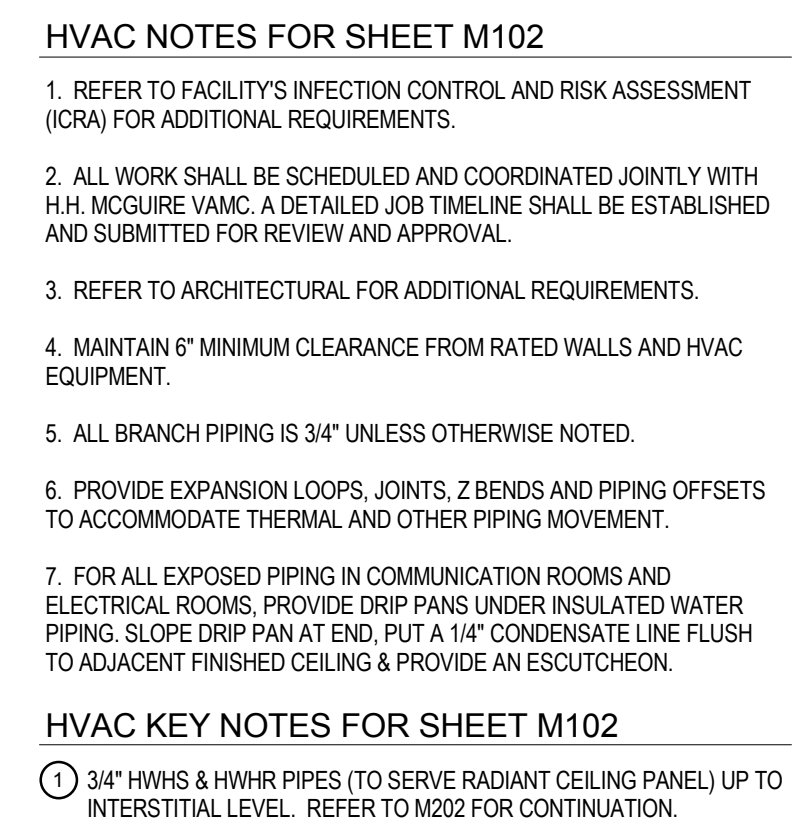 HVAC NOTES FOR SHEET M102
1. REFER TO FACILITY'S INFECTION CONTROL AND RISK ASSESSMENT
(ICRA) FOR ADDITIONAL REQUIREMENTS.
2. ALL WORK SHALL BE SCHEDULED AND COORDINATED JOINTLY WITH
H.H. MCGUIRE VAMC. A DETAILED JOB TIMELINE SHALL BE ESTABLISHED
AND SUBMITTED FOR REVIEW AND APPROVAL.
3. REFER TO ARCHITECTURAL FOR ADDITIONAL REQUIREMENTS.
4. MAINTAIN 6" MINIMUM CLEARANCE FROM RATED WALLS AND HVAC
EQUIPMENT.
5. ALL BRANCH PIPING IS 3/4" UNLESS OTHERWISE NOTED.
6. PROVIDE EXPANSION LOOPS, JOINTS, Z BENDS AND PIPING OFFSETS
TO ACCOMMODATE THERMAL AND OTHER PIPING MOVEMENT.
7. FOR ALL EXPOSED PIPING IN COMMUNICATION ROOMS AND
ELECTRICAL ROOMS, PROVIDE DRIP PANS UNDER INSULATED WATER
PIPING. SLOPE DRIP PAN AT END, PUT A 1/4" CONDENSATE LINE FLUSH
TO ADJACENT FINISHED CEILING & PROVIDE AN ESCUTCHEON.
HVAC KEY NOTES FOR SHEET M102
1 3/4" HWHS & HWHR PIPES (TO SERVE RADIANT CEILING PANEL) UP TO
INTERSTITIAL LEVEL. REFER TO M202 FOR CONTINUATION.